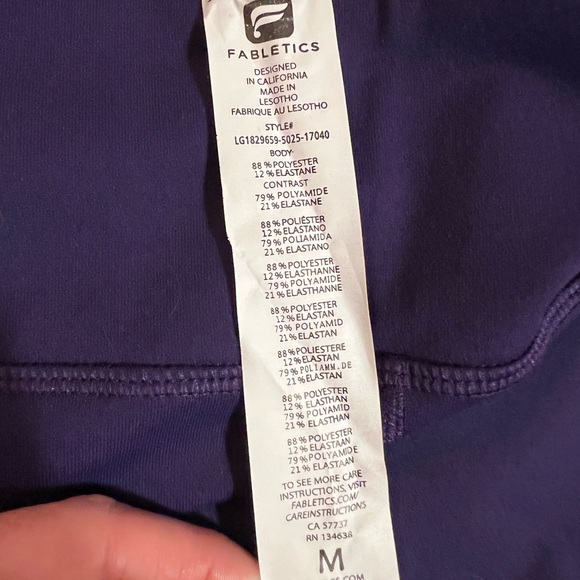 FABLETICS
DESIGNED
IN CALIFORNIA
MADE IN
LESOTHO
FABRIQUE AU LESOTHO
STYLE#
LG1829659-5025-17040
BODY
88% POLYESTER
12% ELASTANE
CONTRAST
79% POLYAMIDE
21% ELASTANE
88% POLIÉSTER
12% ELASTANO
79% POLIAMIDA
21% ELASTANO
88% POLYESTER
12% ELASTHANNE
79% POLYAMIDE
21% ELASTHANNE
88% POLYESTER
12% ELASTAN
79% POLYAMID
21% ELASTAN
88% POLIESTERE
12% ELASTAN
79% POLIAMM.DE
21% ELASTAN
88% POLYESTER
12% ELASTHAN
79% POLYAMID
21% ELASTHAN
88% POLYESTER
12% ELASTAAN
79% POLYAMIDE
21% ELASTAAN
TO SEE MORE CARE
INSTRUCTIONS, VISIT
FABLETICS.COM/
CAREINSTRUCTIONS
CA 57737
RN 134638
M